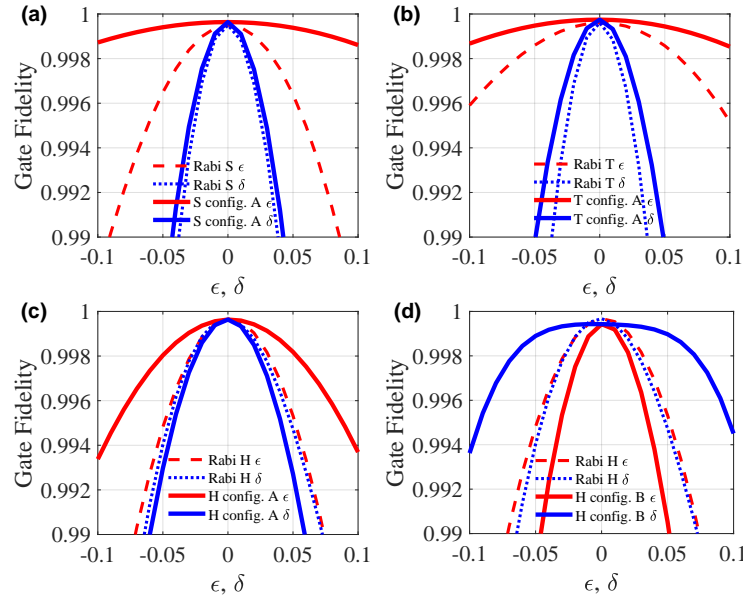 (a)
1
0.998
0.996
0.994
0.992
0.99
Gate Fidelity
Rabi S ϵ
Rabi S δ
S config. A ϵ
S config. A δ
-0.1 -0.05 0 0.05 0.1
ϵ, δ
(b)
1
0.998
0.996
0.994
0.992
0.99
Gate Fidelity
Rabi T ϵ
Rabi T δ
T config. A ϵ
T config. A δ
-0.1 -0.05 0 0.05 0.1
ϵ, δ
(c)
1
0.998
0.996
0.994
0.992
0.99
Gate Fidelity
Rabi H ϵ
Rabi H δ
H config. A ϵ
H config. A δ
-0.1 -0.05 0 0.05 0.1
ϵ, δ
(d)
1
0.998
0.996
0.994
0.992
0.99
Gate Fidelity
Rabi H ϵ
Rabi H δ
H config. B ϵ
H config. B δ
-0.1 -0.05 0 0.05 0.1
ϵ, δ